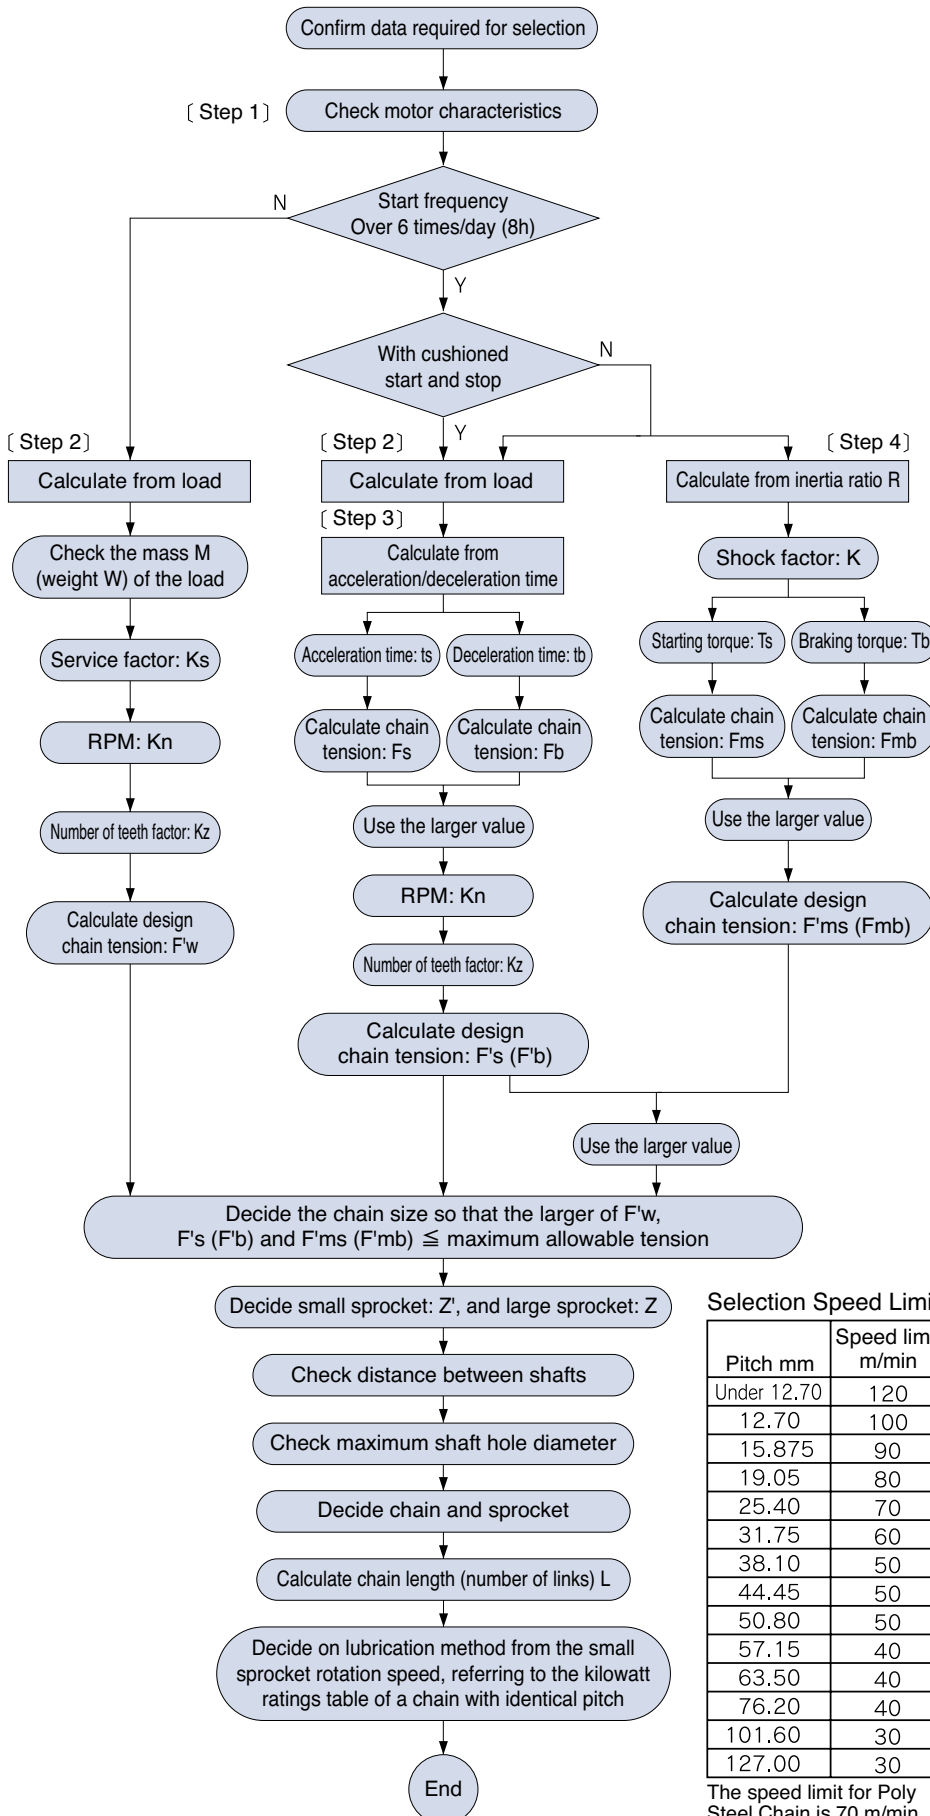 Confirm data required for selection
〔 Step 1 〕
Check motor characteristics
Start frequency
Over 6 times/day (8h)
N
Y
With cushioned
start and stop
N
Y
〔 Step 2 〕
Calculate from load
Check the mass M
(weight W) of the load
Service factor: Ks
RPM: Kn
Number of teeth factor: Kz
Calculate design
chain tension: F'w
〔 Step 2 〕
Calculate from load
〔 Step 3 〕
Calculate from
acceleration/deceleration time
Acceleration time: ts
Deceleration time: tb
Calculate chain
tension: Fs
Calculate chain
tension: Fb
Use the larger value
RPM: Kn
Number of teeth factor: Kz
Calculate design
chain tension: F's (F'b)
〔 Step 4 〕
Calculate from inertia ratio R
Shock factor: K
Starting torque: Ts
Braking torque: Tb
Calculate chain
tension: Fms
Calculate chain
tension: Fmb
Use the larger value
Calculate design
chain tension: F'ms (Fmb)
Use the larger value
Decide the chain size so that the larger of F'w,
F's (F'b) and F'ms (F'mb) ≦ maximum allowable tension
Decide small sprocket: Z', and large sprocket: Z
Check distance between shafts
Check maximum shaft hole diameter
Decide chain and sprocket
Calculate chain length (number of links) L
Decide on lubrication method from the small
sprocket rotation speed, referring to the kilowatt
ratings table of a chain with identical pitch
End
Selection Speed Limi
Pitch mm Speed lim
m/min
Under 12.70 120
12.70 100
15.875 90
19.05 80
25.40 70
31.75 60
38.10 50
44.45 50
50.80 50
57.15 40
63.50 40
76.20 40
101.60 30
127.00 30
The speed limit for Poly
Steel Chain is 70 m/min